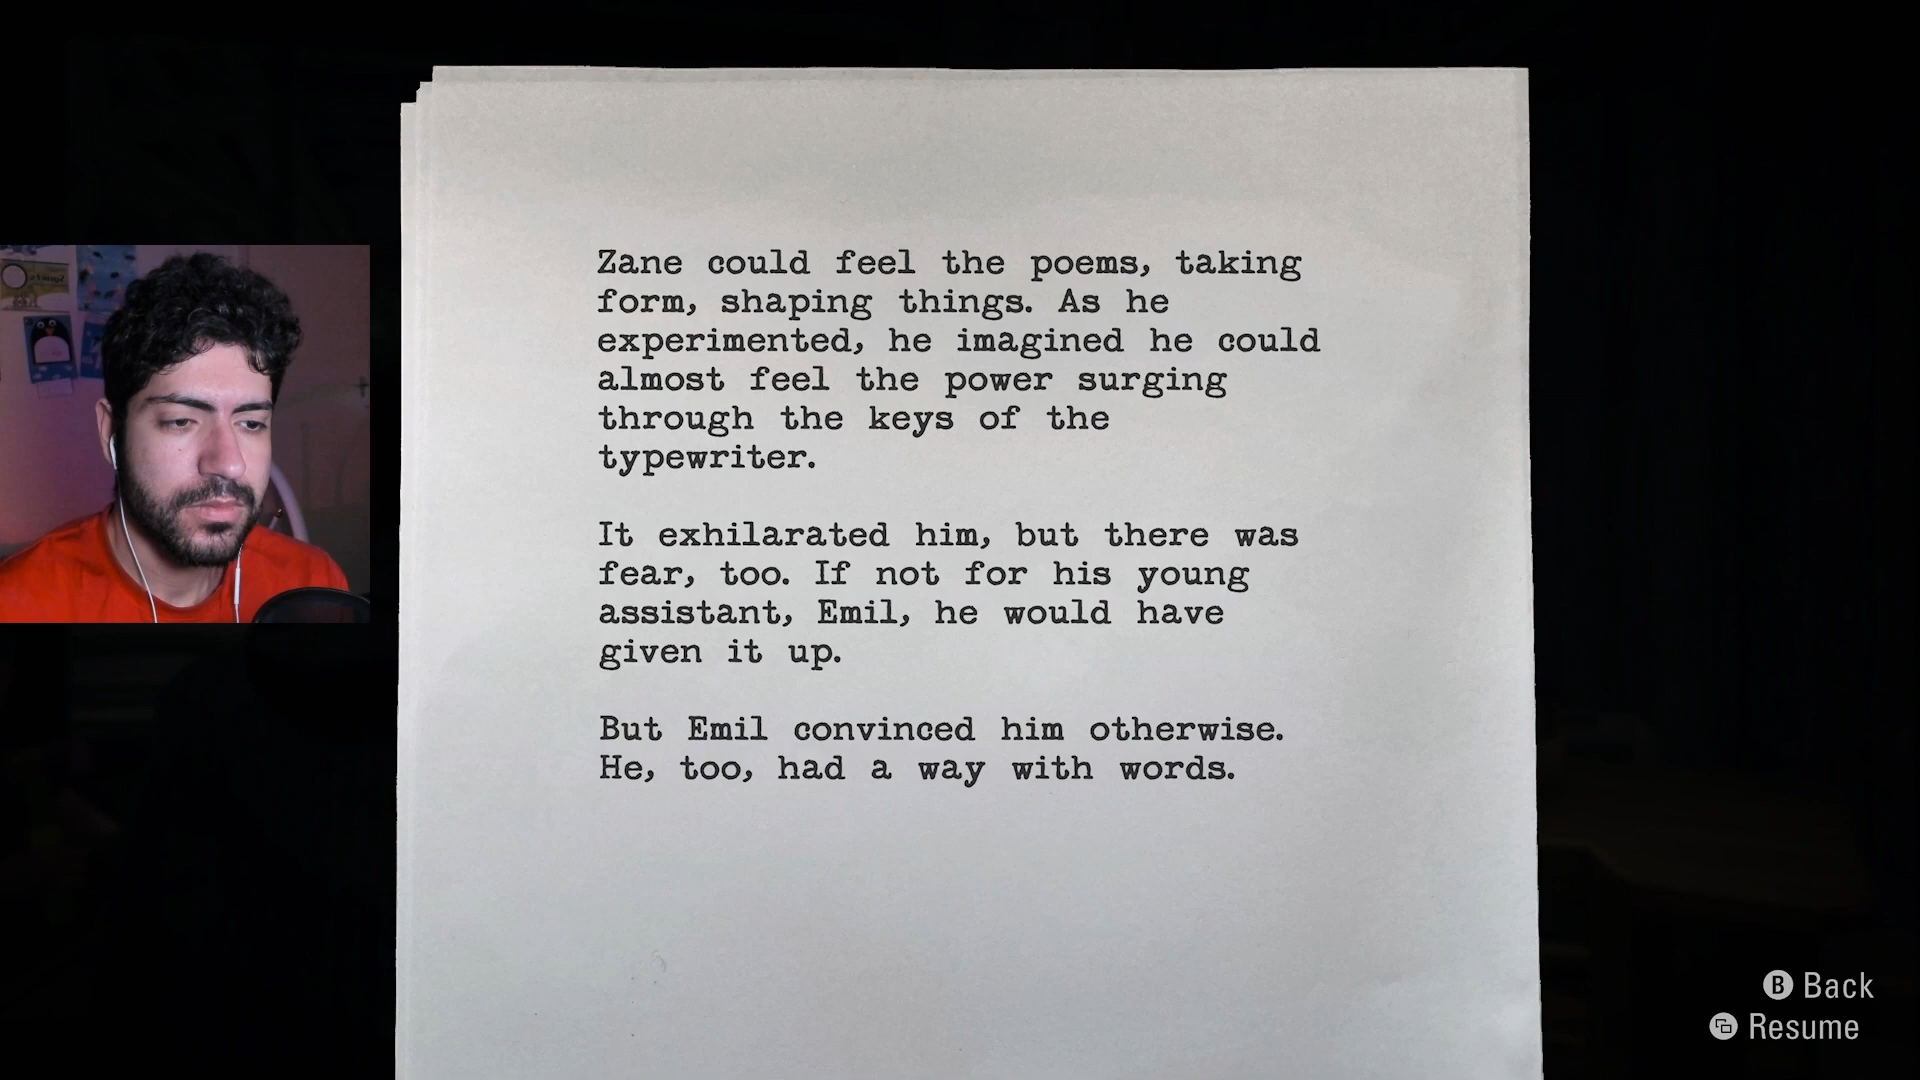 Zane could feel the poems, taking
form, shaping things. As he
experimented, he imagined he could
almost feel the power surging
through the keys of the
typewriter.
It exhilarated him, but there was
fear, too. If not for his young
assistant, Emil, he would have
given it up.
But Emil convinced him otherwise.
He, too, had a way with words.
B Back
Resume